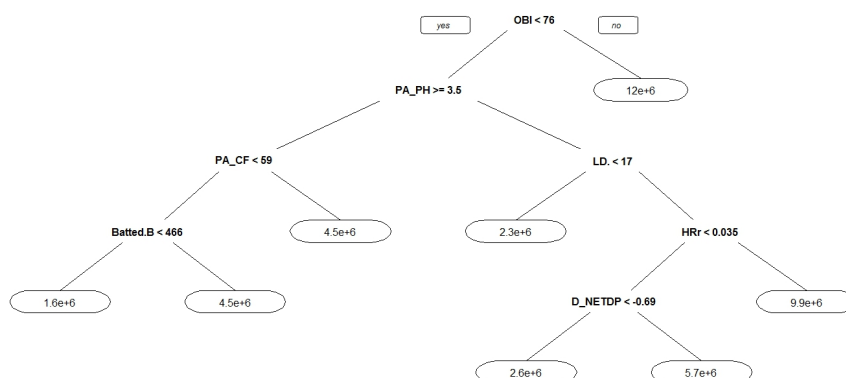 yes
OBI < 76
no
PA_PH >= 3.5
12e+6
PA_CF < 59
LD. < 17
Batted.B < 466
4.5e+6
2.3e+6
HRr < 0.035
1.6e+6
4.5e+6
D_NETDP < -0.69
9.9e+6
2.6e+6
5.7e+6